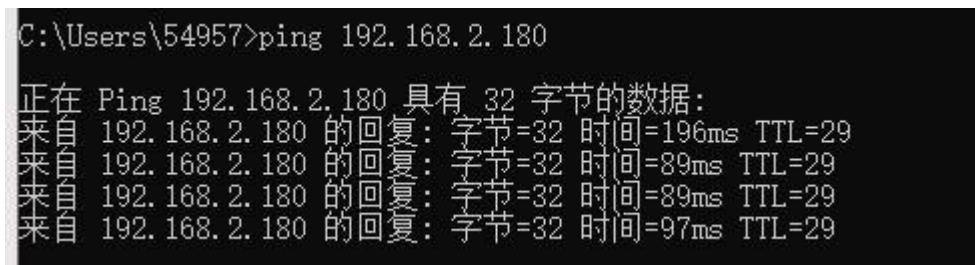 C:\Users\54957>ping 192.168.2.180
正在 Ping 192.168.2.180 具有 32 字节的数据:
来自 192.168.2.180 的回复: 字节=32 时间=196ms TTL=29
来自 192.168.2.180 的回复: 字节=32 时间=89ms TTL=29
来自 192.168.2.180 的回复: 字节=32 时间=89ms TTL=29
来自 192.168.2.180 的回复: 字节=32 时间=97ms TTL=29